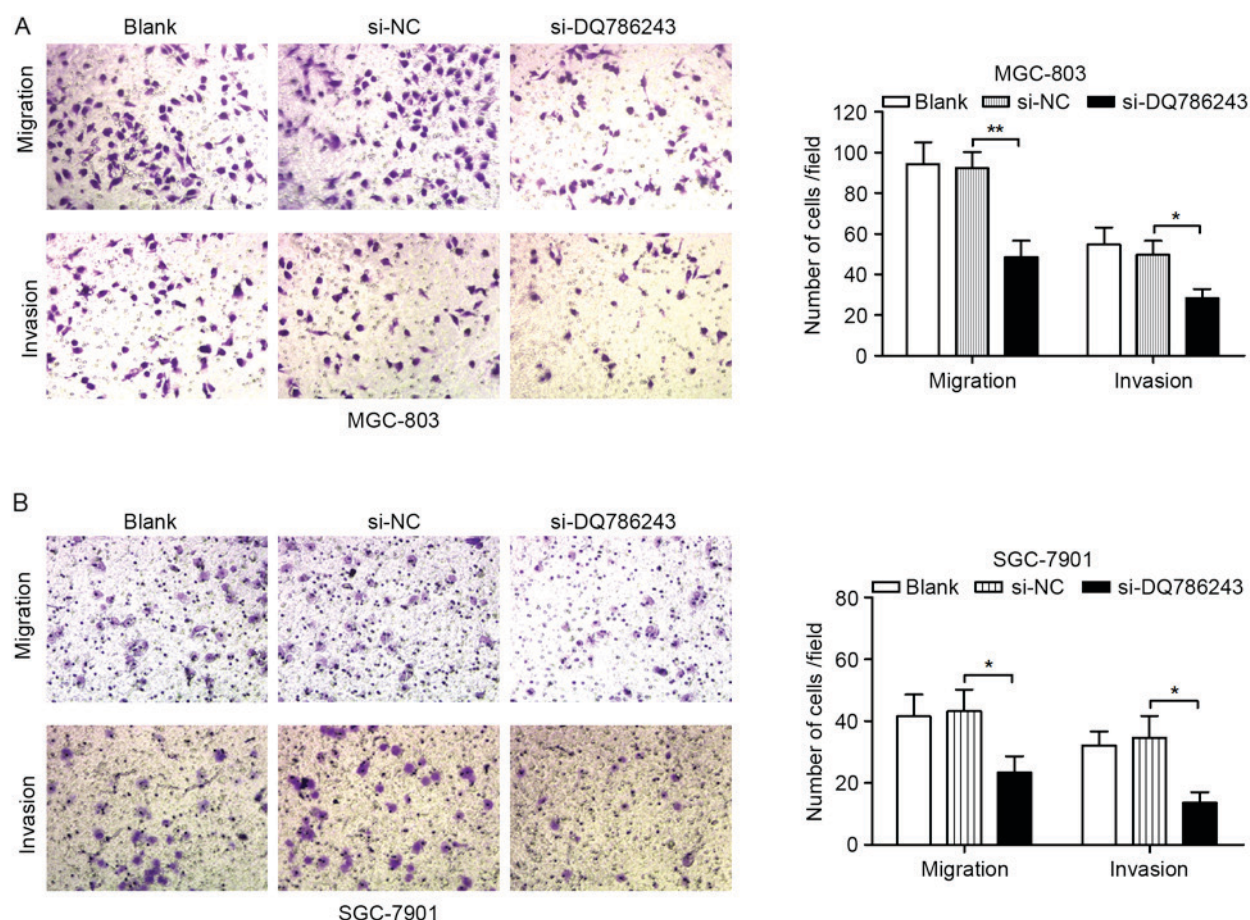 A
Blank si-NC si-DQ786243
Migration
Invasion
MGC-803
MGC-803
Blank si-NC si-DQ786243
Number of cells /field
120
100
80
60
40
20
0
**
*
Migration Invasion
B
Blank si-NC si-DQ786243
Migration
Invasion
SGC-7901
SGC-7901
Blank si-NC si-DQ786243
Number of cells /field
80
60
40
20
0
*
*
Migration Invasion